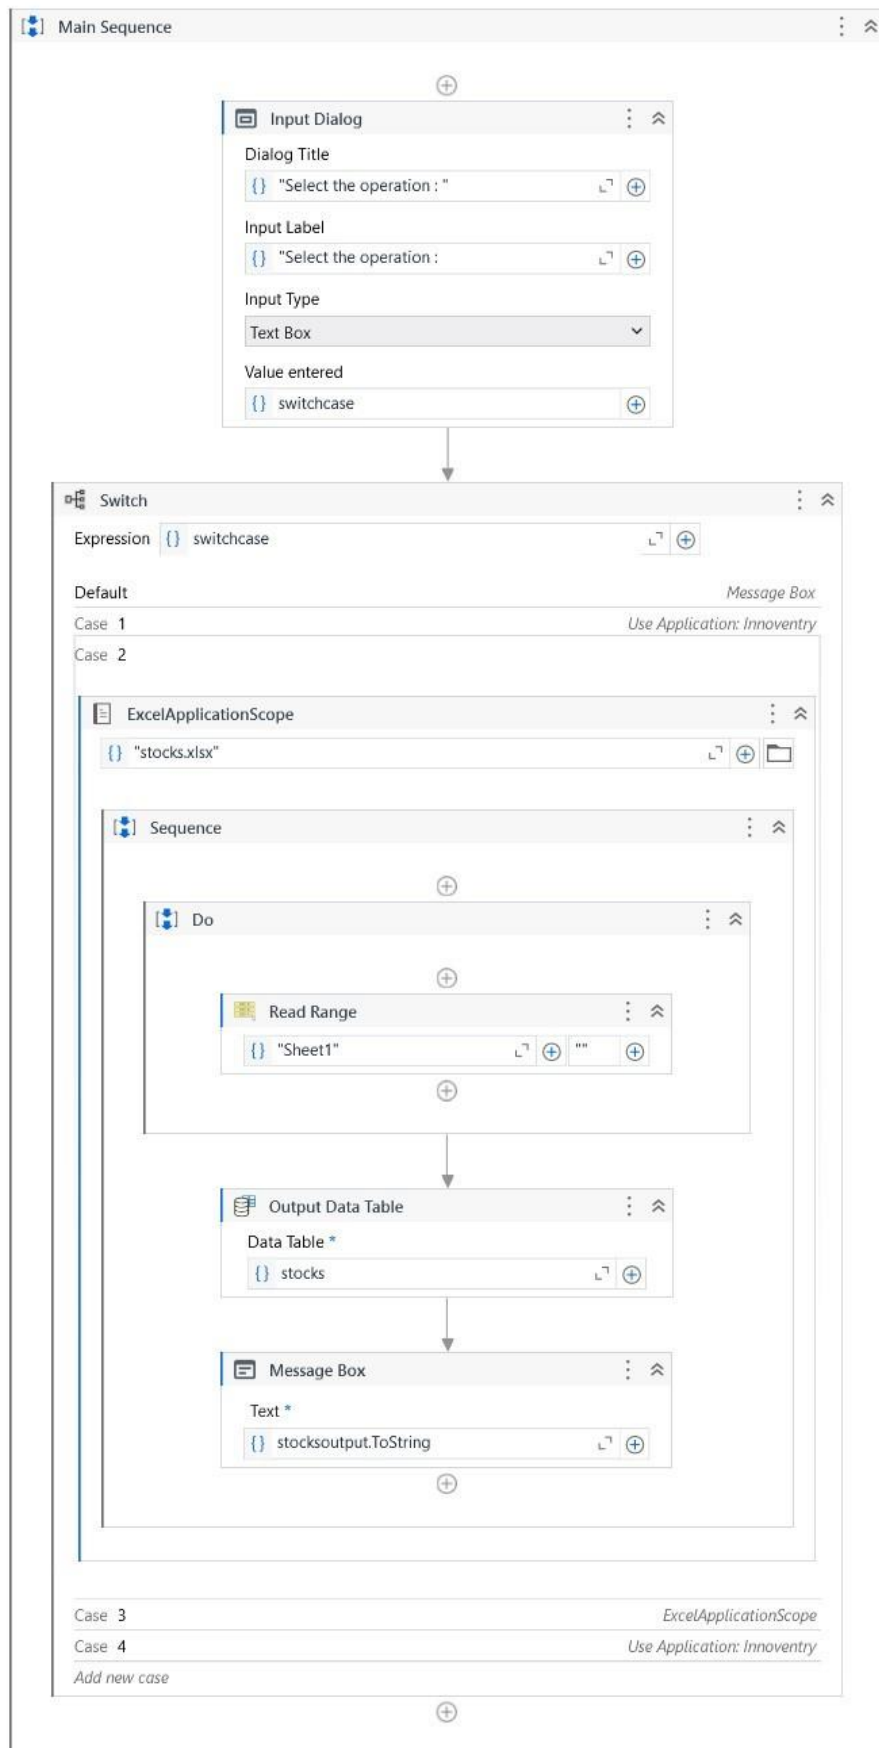 Main Sequence
Input Dialog
Dialog Title
{} "Select the operation : "
Input Label
{} "Select the operation :
Input Type
Text Box
Value entered
{} switchcase
Switch
Expression {} switchcase
Default Message Box
Case 1 Use Application: Innoventry
Case 2
ExcelApplicationScope
{} "stocks.xlsx"
Sequence
Do
Read Range
{} "Sheet1" ""
Output Data Table
Data Table *
{} stocks
Message Box
Text *
{} stocksoutput.ToString
Case 3 ExcelApplicationScope
Case 4 Use Application: Innoventry
Add new case